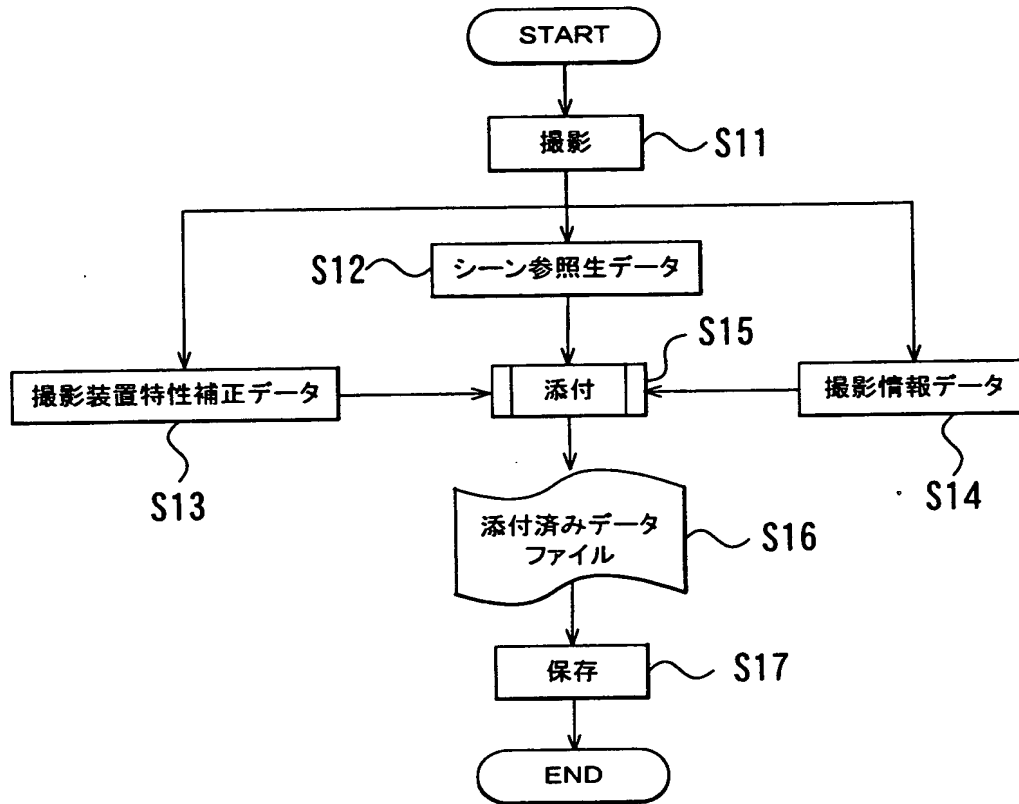 START
撮影
S11
S12
シーン参照生データ
S15
撮影装置特性補正データ
添付
撮影情報データ
S13
S14
添付済みデータ
ファイル
S16
保存
S17
END